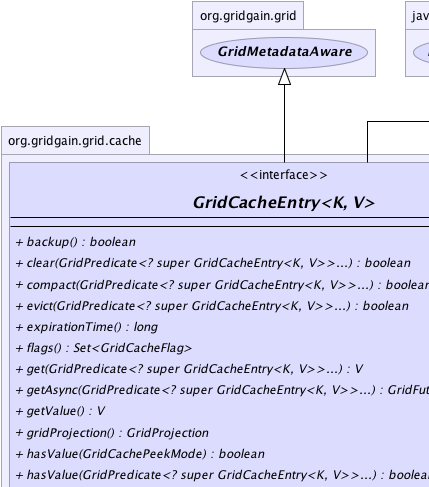 org.gridgain.grid
jav
GridMetadataAware
org.gridgain.grid.cache
<<interface>>
GridCacheEntry<K, V>
+ backup() : boolean
+ clear(GridPredicate<? super GridCacheEntry<K, V>>...) : boolean
+ compact(GridPredicate<? super GridCacheEntry<K, V>>...) : boolean
+ evict(GridPredicate<? super GridCacheEntry<K, V>>...) : boolean
+ expirationTime() : long
+ flags() : Set<GridCacheFlag>
+ get(GridPredicate<? super GridCacheEntry<K, V>>...) : V
+ getAsync(GridPredicate<? super GridCacheEntry<K, V>>...) : GridFut
+ getValue() : V
+ gridProjection() : GridProjection
+ hasValue(GridCachePeekMode) : boolean
+ hasValue(GridPredicate<? super GridCacheEntry<K, V>>...) : boolea